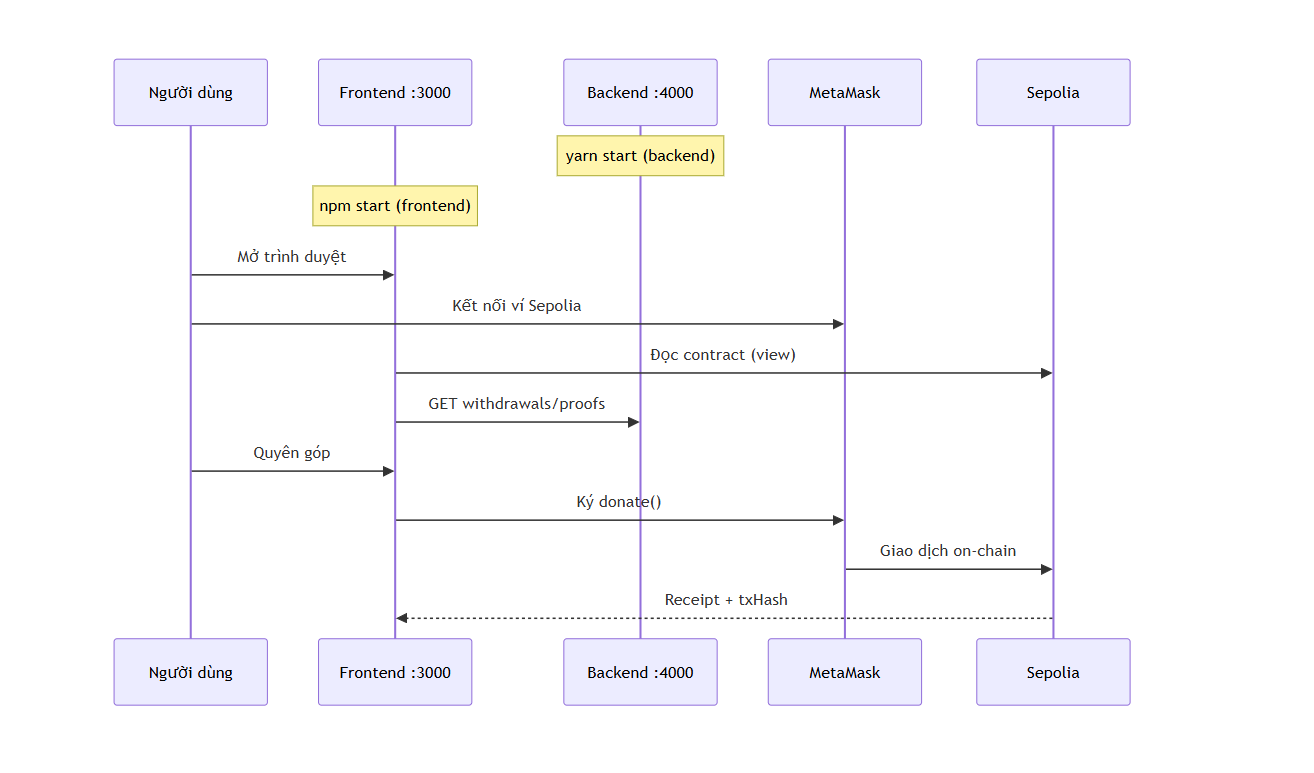 Người dùng
Frontend :3000
Backend :4000
MetaMask
Sepolia
yarn start (backend)
npm start (frontend)
Mở trình duyệt
Kết nối ví Sepolia
Đọc contract (view)
GET withdrawals/proofs
Quyên góp
Ký donate()
Giao dịch on-chain
Receipt + txHash
Người dùng
Frontend :3000
Backend :4000
MetaMask
Sepolia